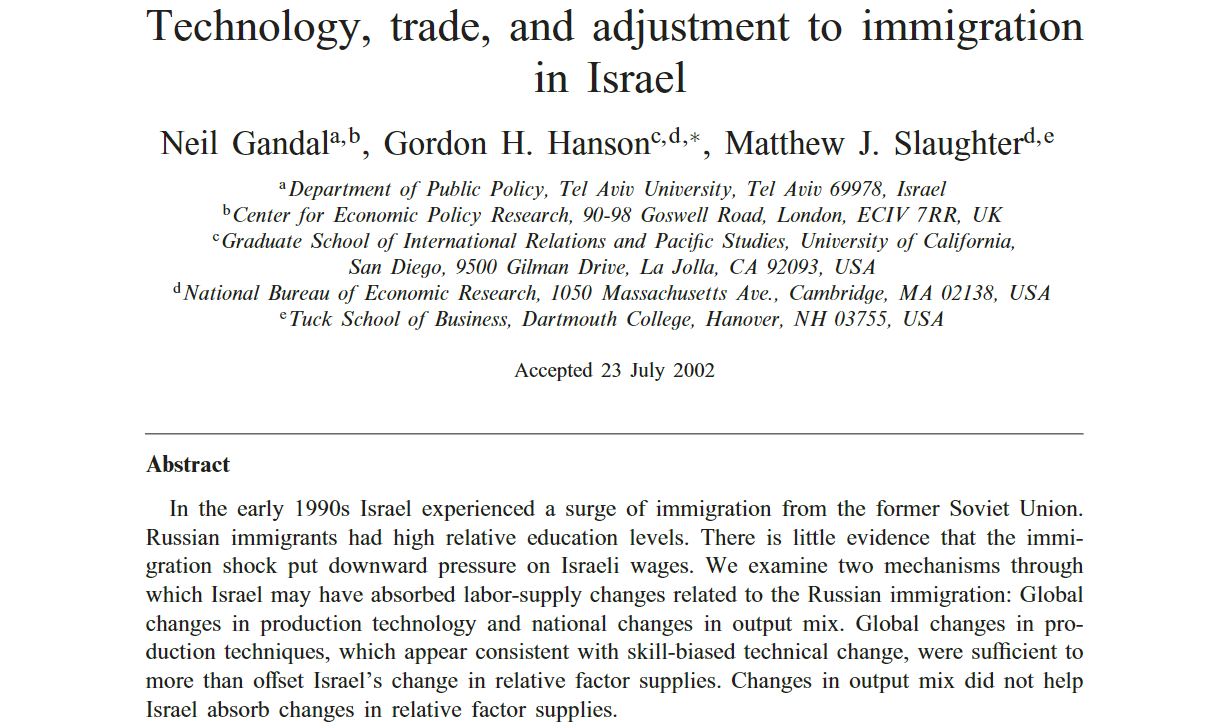 Technology, trade, and adjustment to immigration
in Israel
Neil Gandalᵃ,ᵇ, Gordon H. Hansonᶜ,ᵈ,*, Matthew J. Slaughterᵈ,ᵉ
ᵃ Department of Public Policy, Tel Aviv University, Tel Aviv 69978, Israel
ᵇ Center for Economic Policy Research, 90-98 Goswell Road, London, ECIV 7RR, UK
ᶜ Graduate School of International Relations and Pacific Studies, University of California,
San Diego, 9500 Gilman Drive, La Jolla, CA 92093, USA
ᵈ National Bureau of Economic Research, 1050 Massachusetts Ave., Cambridge, MA 02138, USA
ᵉ Tuck School of Business, Dartmouth College, Hanover, NH 03755, USA
Accepted 23 July 2002
Abstract
In the early 1990s Israel experienced a surge of immigration from the former Soviet Union.
Russian immigrants had high relative education levels. There is little evidence that the immi-
gration shock put downward pressure on Israeli wages. We examine two mechanisms through
which Israel may have absorbed labor-supply changes related to the Russian immigration: Global
changes in production technology and national changes in output mix. Global changes in pro-
duction techniques, which appear consistent with skill-biased technical change, were sufficient to
more than offset Israel's change in relative factor supplies. Changes in output mix did not help
Israel absorb changes in relative factor supplies.